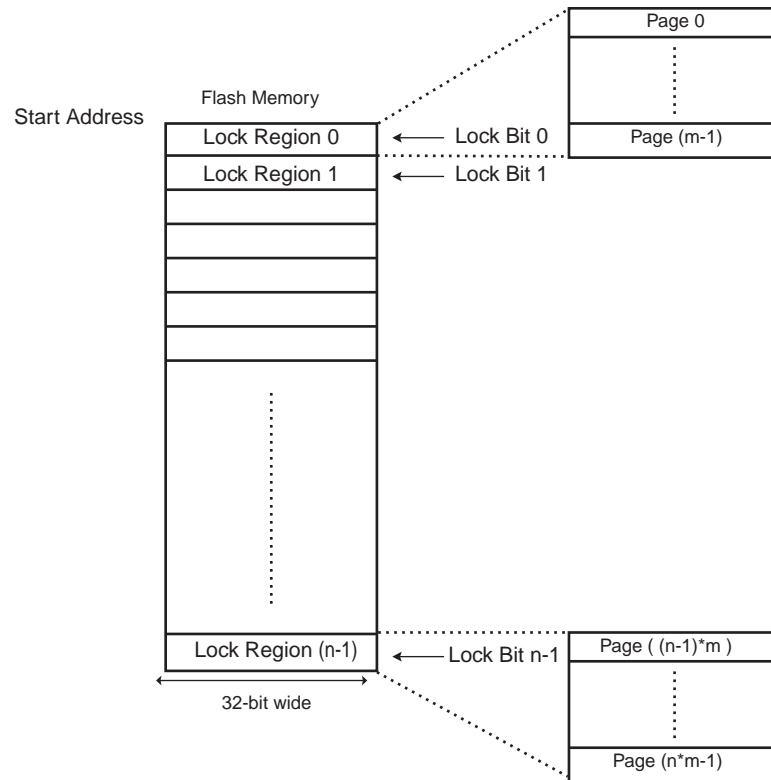 Page 0
Flash Memory
Start Address
Lock Region 0
Lock Bit 0
Page (m-1)
Lock Region 1
Lock Bit 1
Lock Region (n-1)
Lock Bit n-1
Page ( (n-1)*m )
32-bit wide
Page (n*m-1)